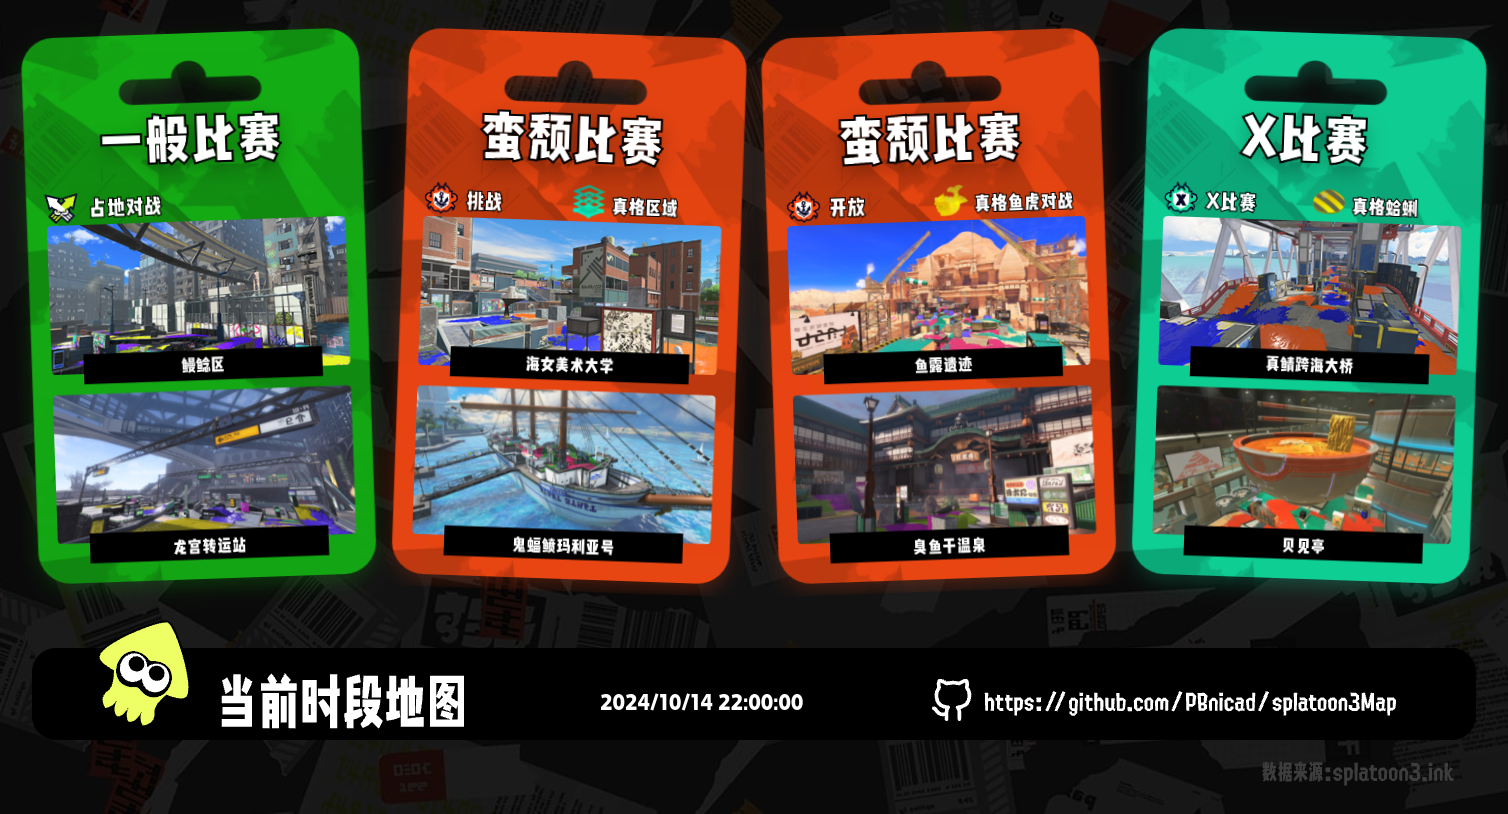 一般比赛
占地对战
鳗鲶区
龙宫转运站
蛮颓比赛
挑战
真格区域
海女美术大学
鬼蝠鲼玛利亚号
蛮颓比赛
开放
真格鱼虎对战
鱼露遗迹
臭鱼干温泉
X比赛
X比赛
真格蛤蜊
真鲭跨海大桥
贝见亭
当前时段地图
2024/10/14 22:00:00
https://github.com/PBnicad/splatoon3Map
数据来源:splatoon3.ink